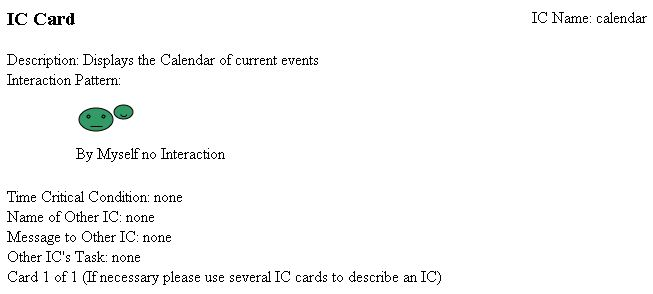 IC Card
IC Name: calendar
Description: Displays the Calendar of current events
Interaction Pattern:
By Myself no Interaction
Time Critical Condition: none
Name of Other IC: none
Message to Other IC: none
Other IC's Task: none
Card 1 of 1 (If necessary please use several IC cards to describe an IC)